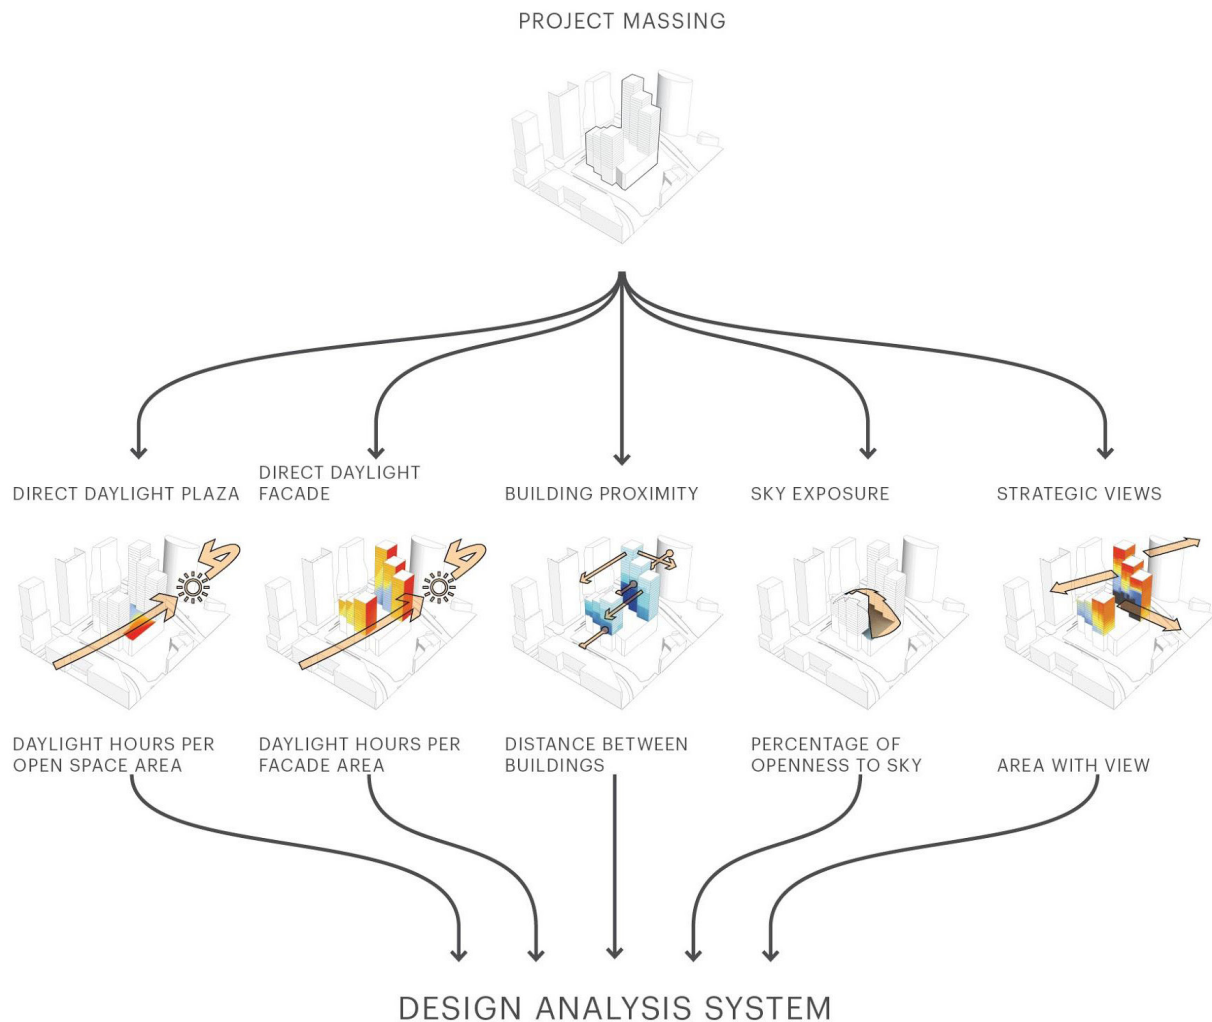 PROJECT MASSING
DIRECT DAYLIGHT PLAZA
DIRECT DAYLIGHT
FACADE
BUILDING PROXIMITY
SKY EXPOSURE
STRATEGIC VIEWS
DAYLIGHT HOURS PER
OPEN SPACE AREA
DAYLIGHT HOURS PER
FACADE AREA
DISTANCE BETWEEN
BUILDINGS
PERCENTAGE OF
OPENNESS TO SKY
AREA WITH VIEW
DESIGN ANALYSIS SYSTEM